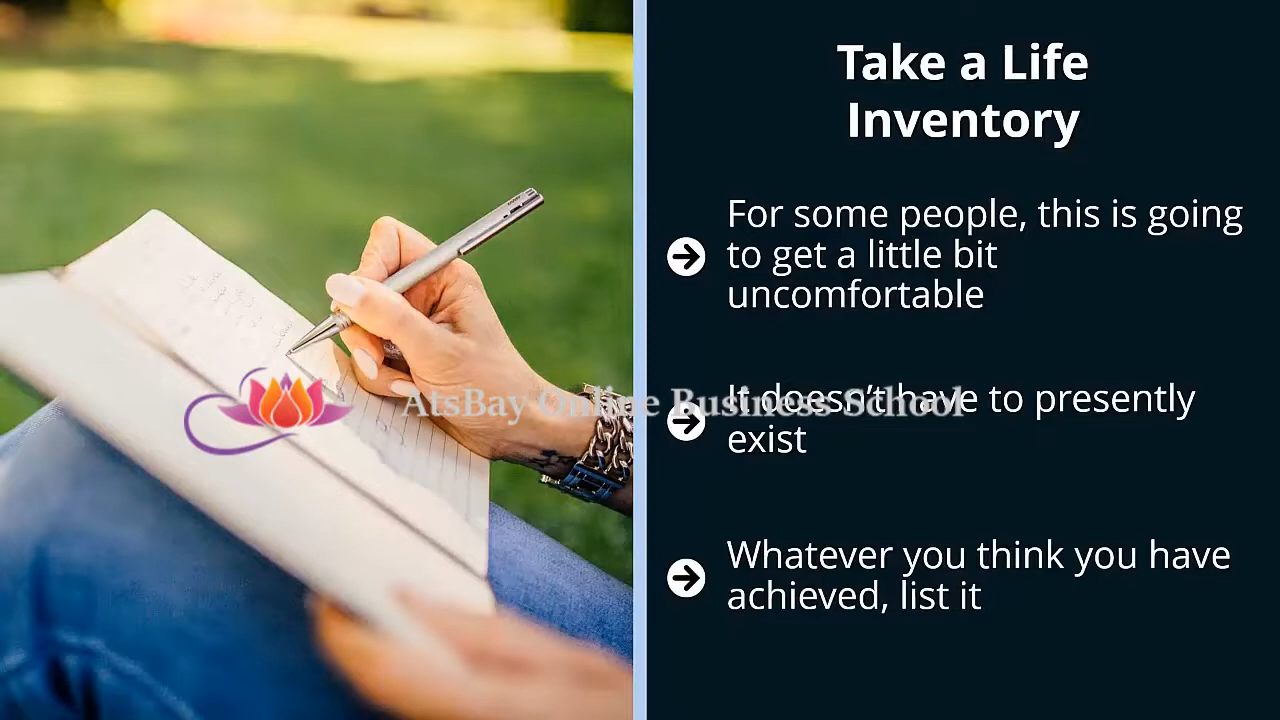 Take a Life
Inventory
For some people, this is going
to get a little bit
uncomfortable
It doesn't have to presently
exist
AtsBay Online Business School
Whatever you think you have
achieved, list it